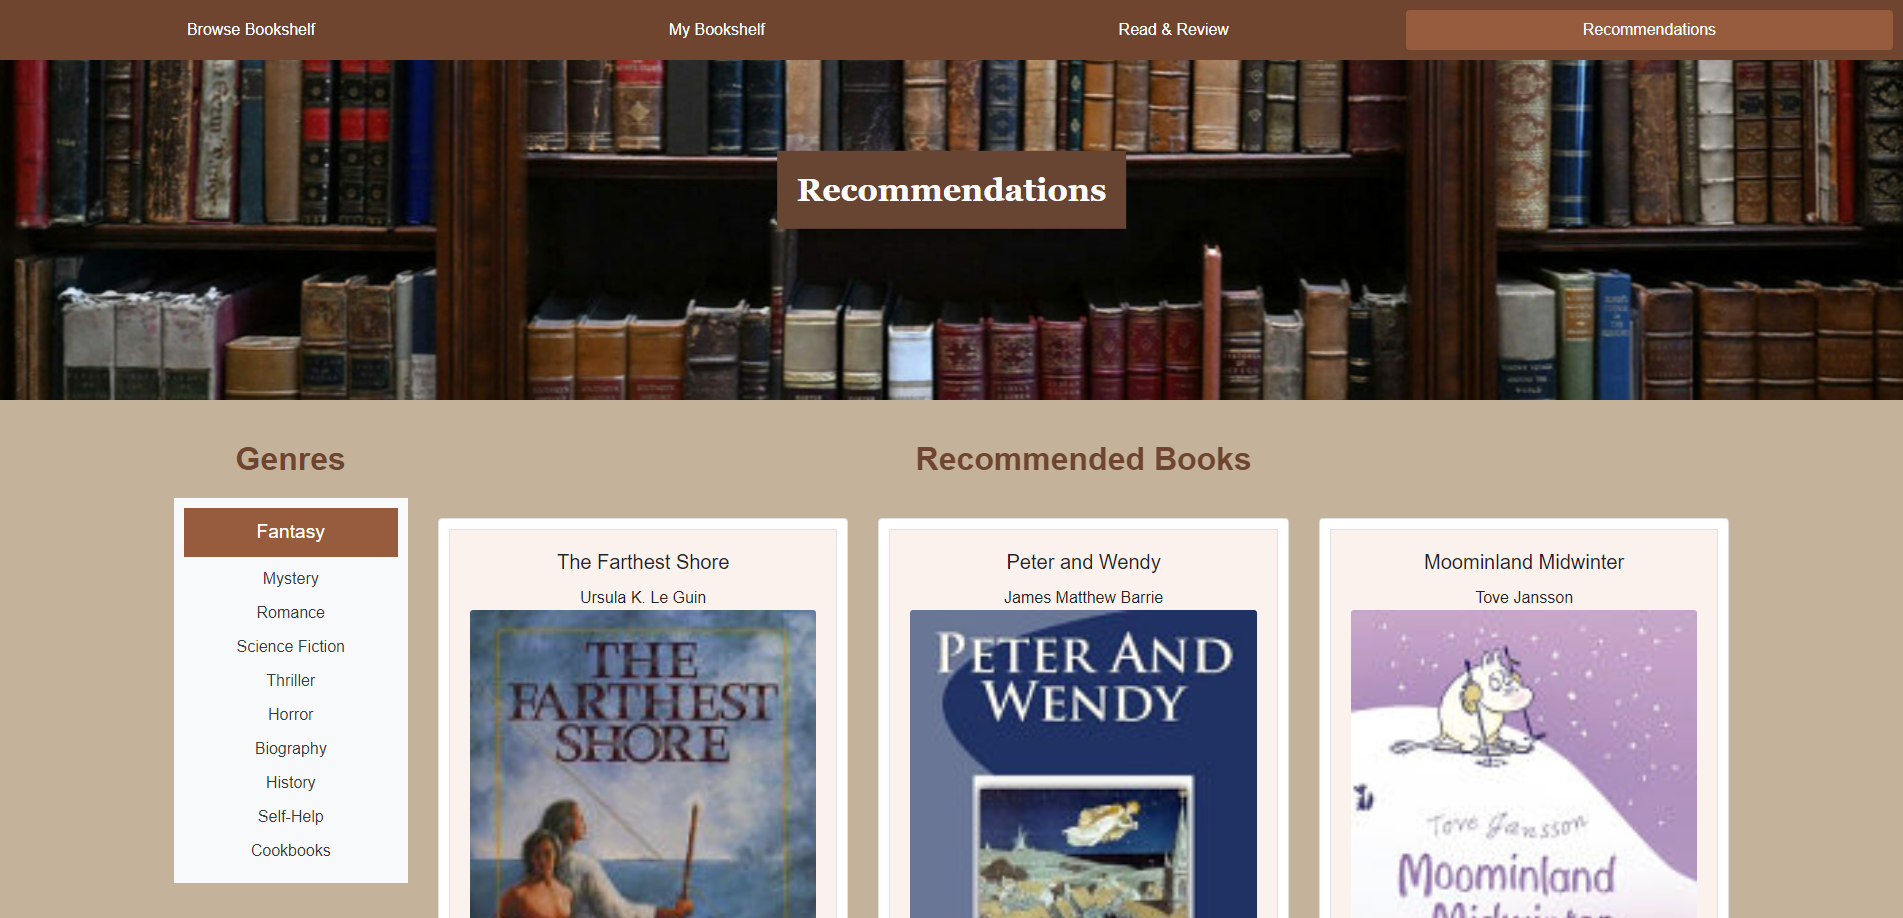 Browse Bookshelf
My Bookshelf
Read & Review
Recommendations
Recommendations
Genres
Fantasy
Mystery
Romance
Science Fiction
Thriller
Horror
Biography
History
Self-Help
Cookbooks
Recommended Books
The Farthest Shore
Ursula K. Le Guin
THE
FARTHEST
SHORE
Peter and Wendy
James Matthew Barrie
PETER AND
WENDY
Moominland Midwinter
Tove Jansson
Tove Jansson
Moominland
Midwinter